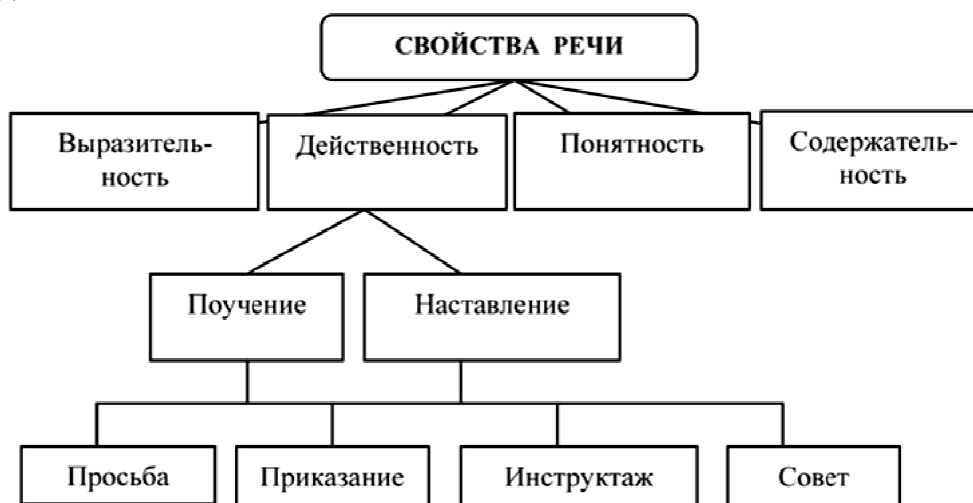 СВОЙСТВА РЕЧИ
Выразитель-
ность
Действенность
Понятность
Содержатель-
ность
Поучение
Наставление
Просьба
Приказание
Инструктаж
Совет